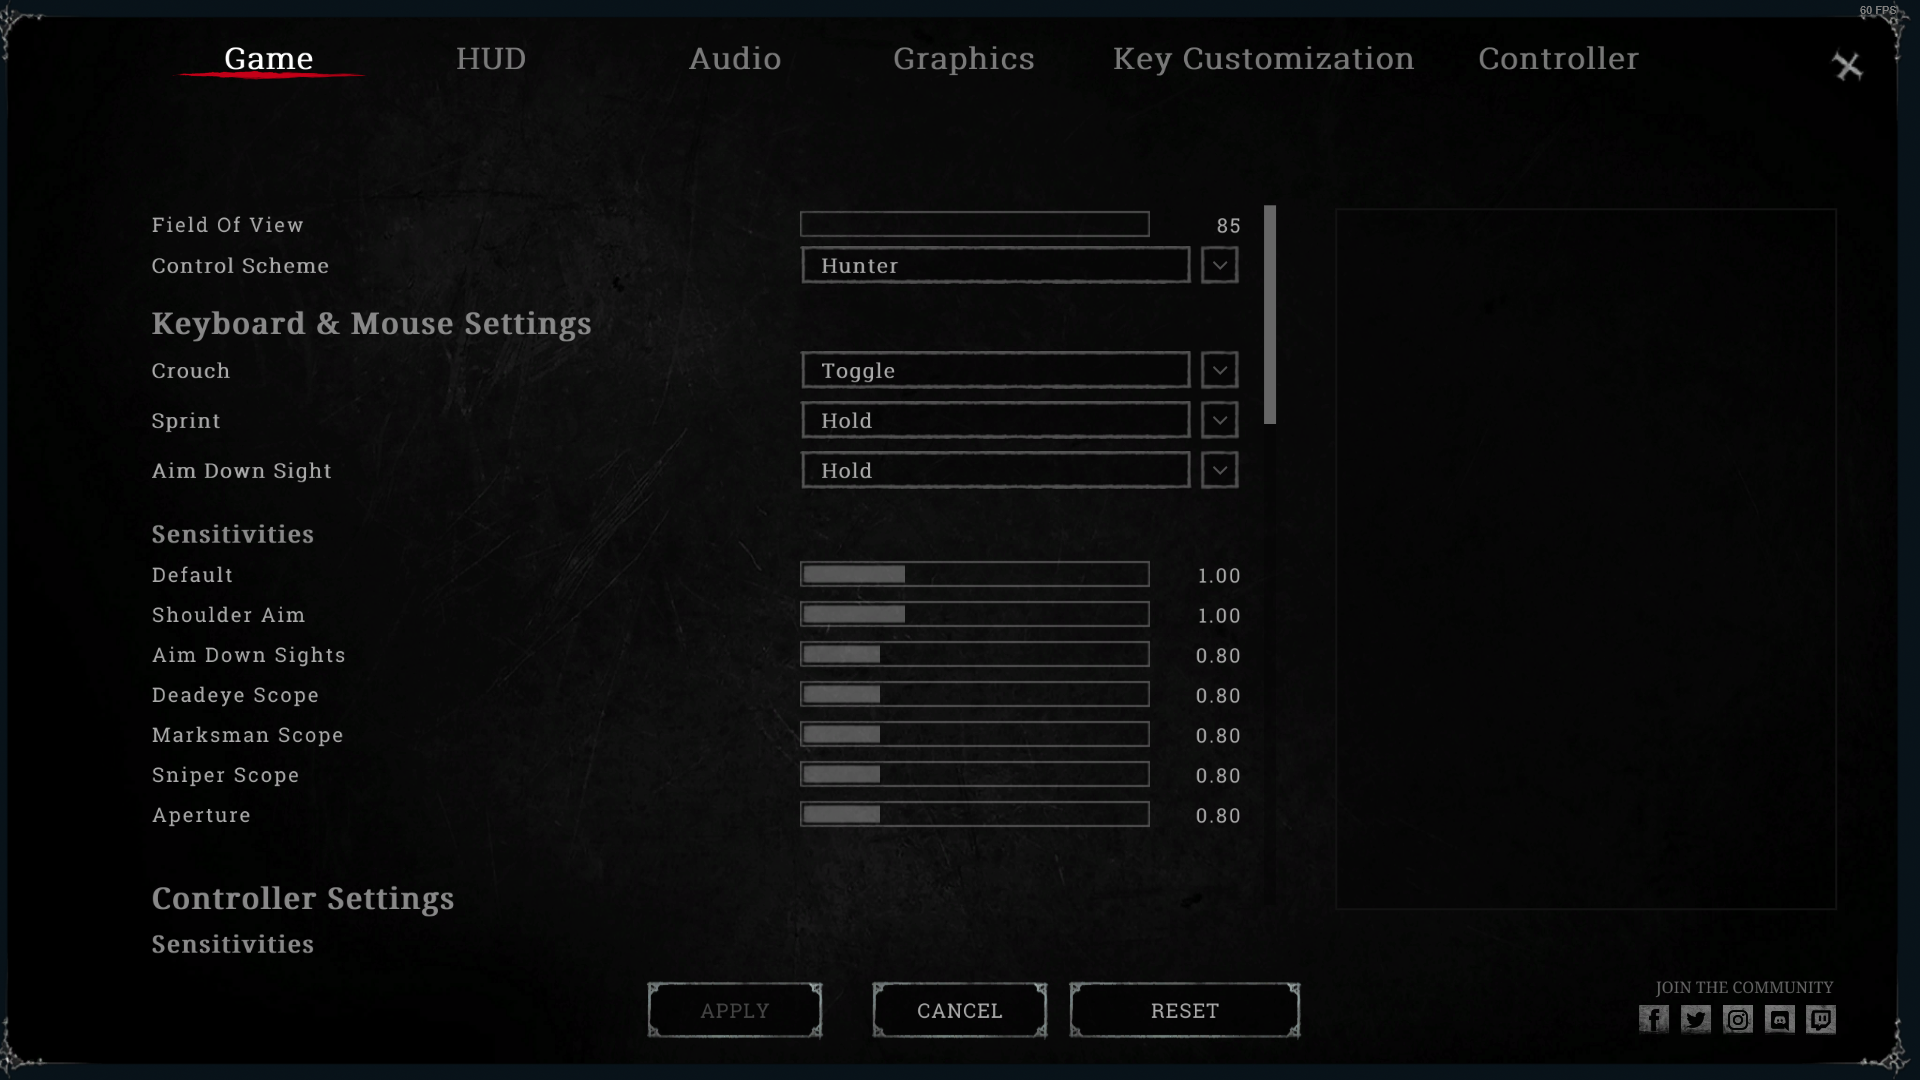 60 FPS
Game HUD Audio Graphics Key Customization Controller
Field Of View 85
Control Scheme Hunter
Keyboard & Mouse Settings
Crouch Toggle
Sprint Hold
Aim Down Sight Hold
Sensitivities
Default 1.00
Shoulder Aim 1.00
Aim Down Sights 0.80
Deadeye Scope 0.80
Marksman Scope 0.80
Sniper Scope 0.80
Aperture 0.80
Controller Settings
Sensitivities
APPLY CANCEL RESET
JOIN THE COMMUNITY